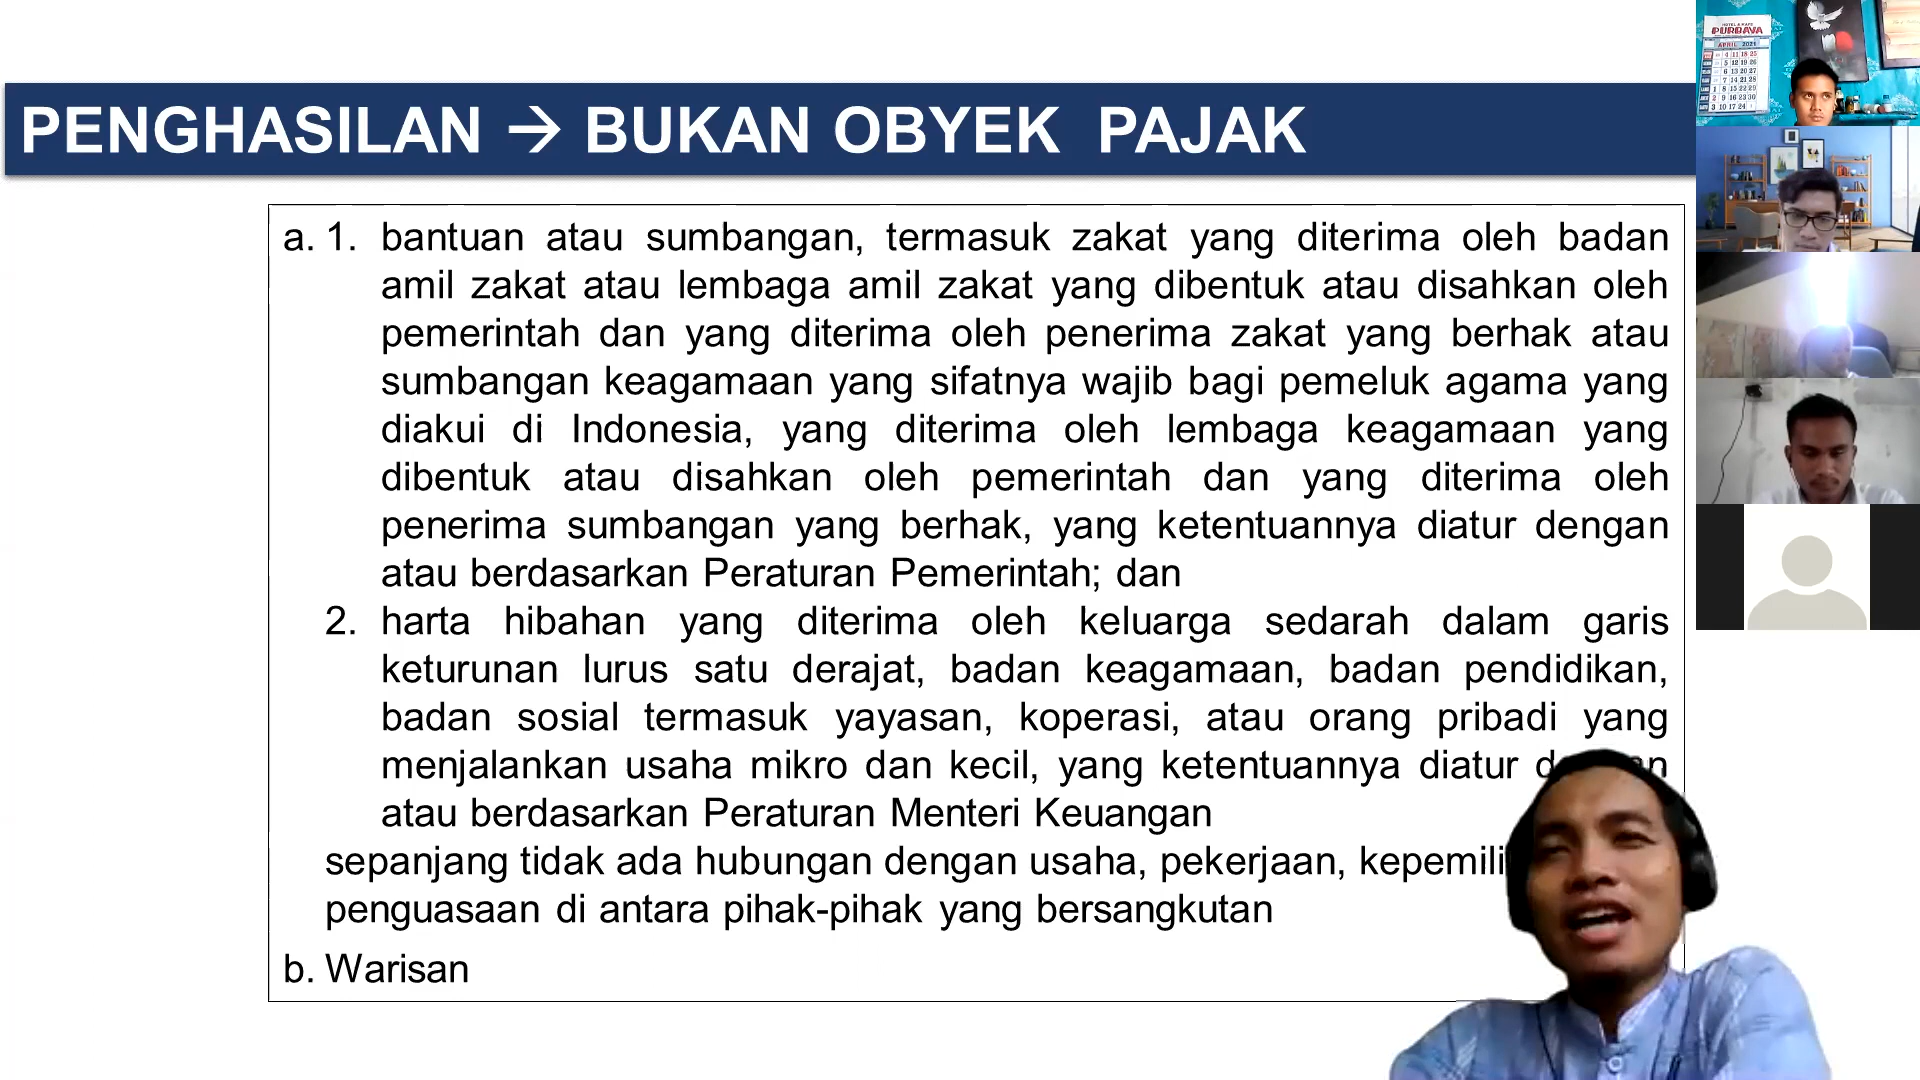 PENGHASILAN → BUKAN OBYEK PAJAK
a. 1. bantuan atau sumbangan, termasuk zakat yang diterima oleh badan
amil zakat atau lembaga amil zakat yang dibentuk atau disahkan oleh
pemerintah dan yang diterima oleh penerima zakat yang berhak atau
sumbangan keagamaan yang sifatnya wajib bagi pemeluk agama yang
diakui di Indonesia, yang diterima oleh lembaga keagamaan yang
dibentuk atau disahkan oleh pemerintah dan yang diterima oleh
penerima sumbangan yang berhak, yang ketentuannya diatur dengan
atau berdasarkan Peraturan Pemerintah; dan
2. harta hibahan yang diterima oleh keluarga sedarah dalam garis
keturunan lurus satu derajat, badan keagamaan, badan pendidikan,
badan sosial termasuk yayasan, koperasi, atau orang pribadi yang
menjalankan usaha mikro dan kecil, yang ketentuannya diatur
atau berdasarkan Peraturan Menteri Keuangan
sepanjang tidak ada hubungan dengan usaha, pekerjaan,
penguasaan di antara pihak-pihak yang bersangkutan
b. Warisan
PURBAYA
APRIL 2021